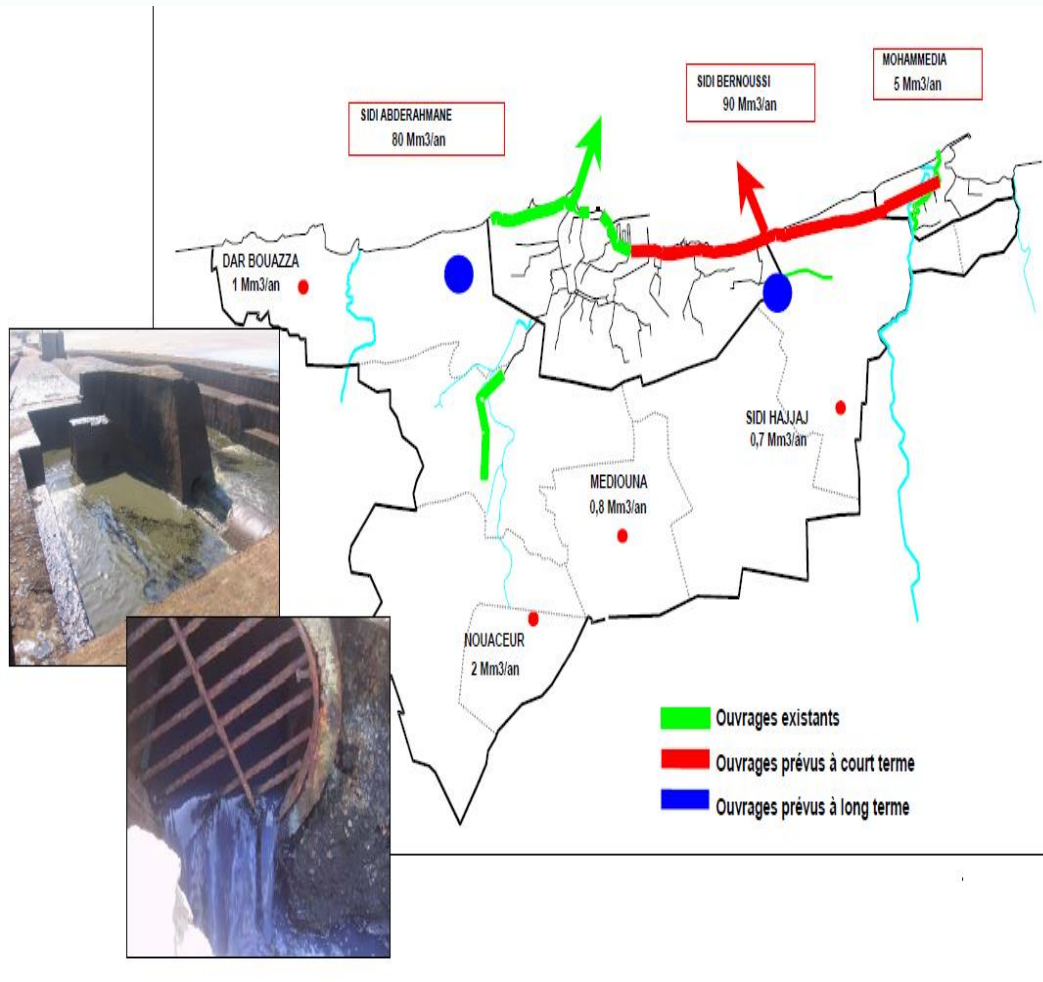 SIDI ABDERAHMANE
80 Mm3/an
SIDI BERNOUSSI
90 Mm3/an
MOHAMMEDIA
5 Mm3/an
DAR BOUAZZA
1 Mm3/an
SIDI HAJJAJ
0,7 Mm3/an
MEDIOUNA
0,8 Mm3/an
NOUACEUR
2 Mm3/an
Ouvrages existants
Ouvrages prévus à court terme
Ouvrages prévus à long terme